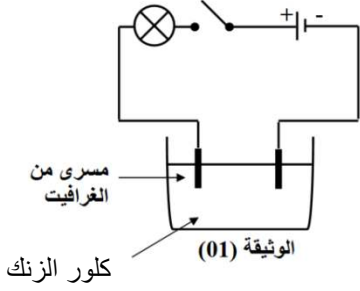 + -
مسرى من
الغرافيت
الوثيقة (01)
كلور الزنك